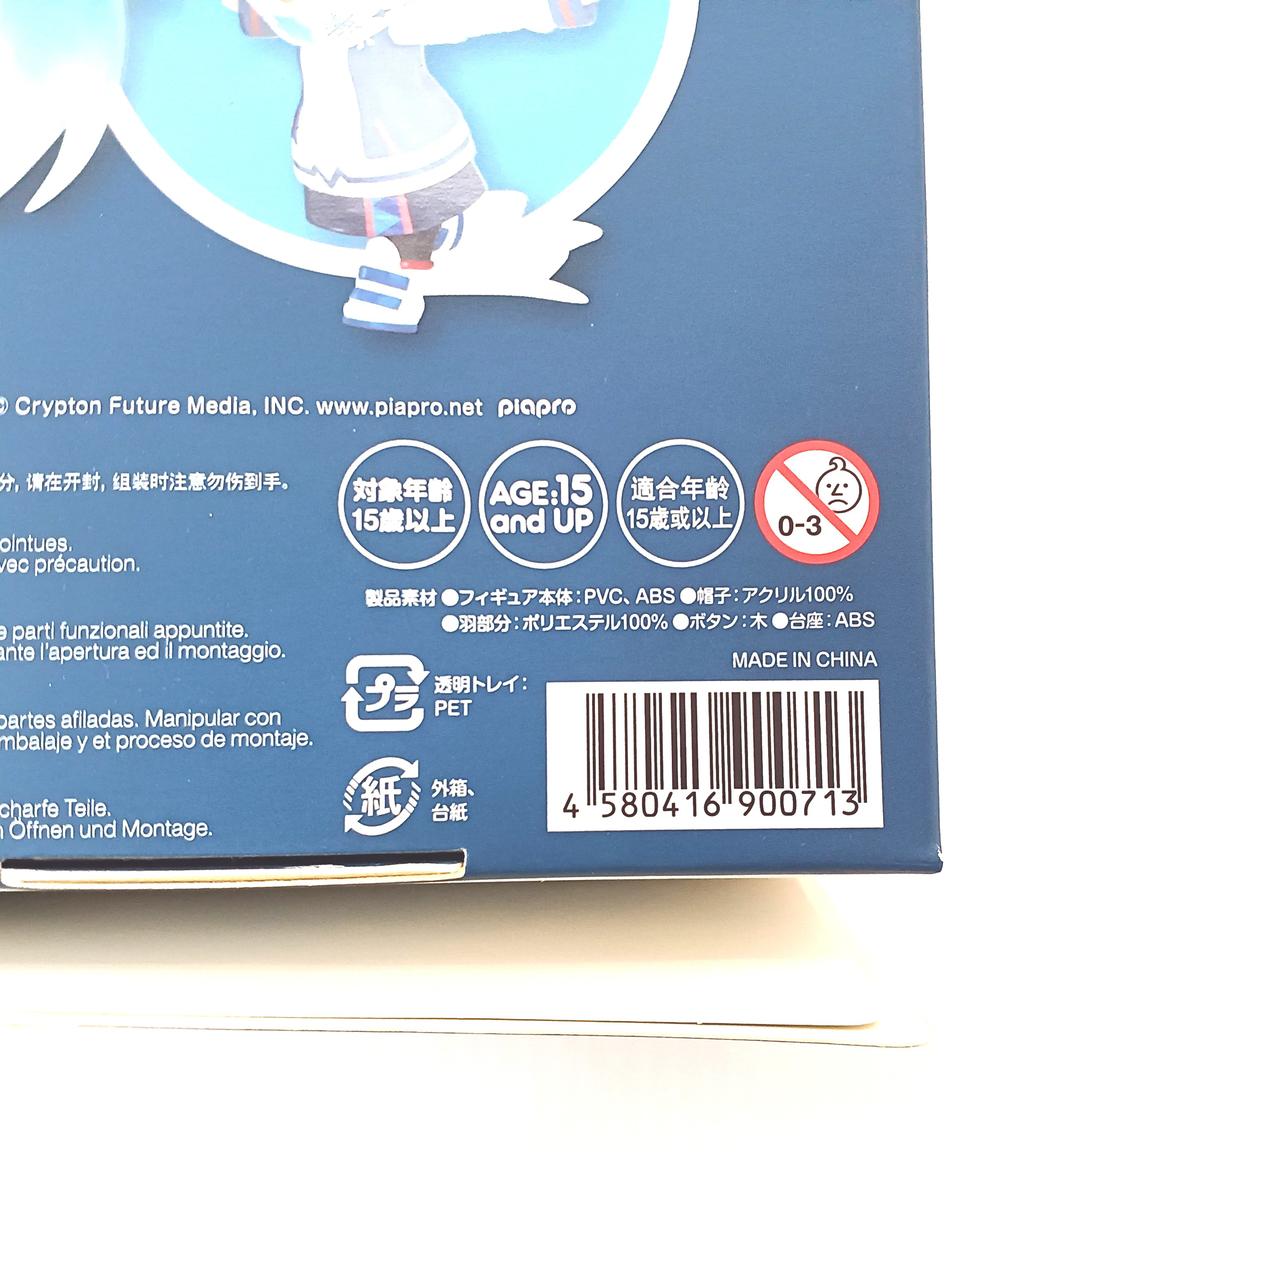 © Crypton Future Media, INC. www.piapro.net piapro
分, 请在开封, 组装时注意勿伤到手。
対象年齢
15歳以上
AGE:15
and UP
適合年齡
15歲或以上
0-3
ointues.
vec précaution.
製品素材 ●フィギュア本体:PVC、ABS ●帽子:アクリル100%
●羽部分:ポリエステル100% ●ボタン:木 ●台座:ABS
e parti funzionali appuntite.
ante l'apertura ed il montaggio.
MADE IN CHINA
プラ
透明トレイ:
PET
partes afiladas. Manipular con
mbalaje y et proceso de montaje.
紙
外箱、
台紙
4 580416 900713
charfe Teile.
n Öffnen und Montage.